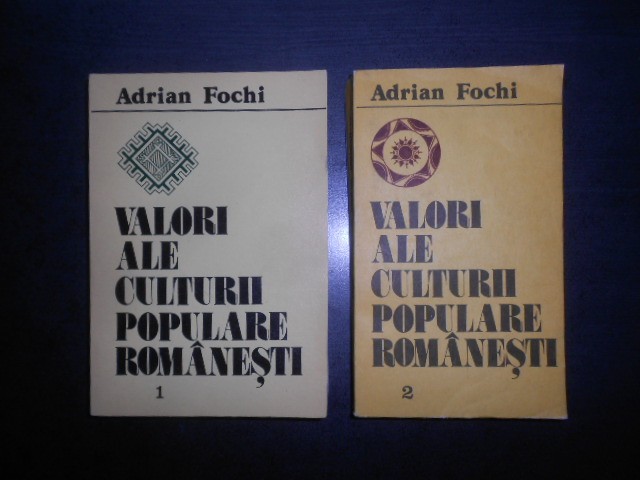 Adrian Fochi
VALORI
ALE
CULTURII
POPULARE
ROMÂNEȘTI
1
Adrian Fochi
VALORI
ALE
CULTURII
POPULARE
ROMÂNEȘTI
2